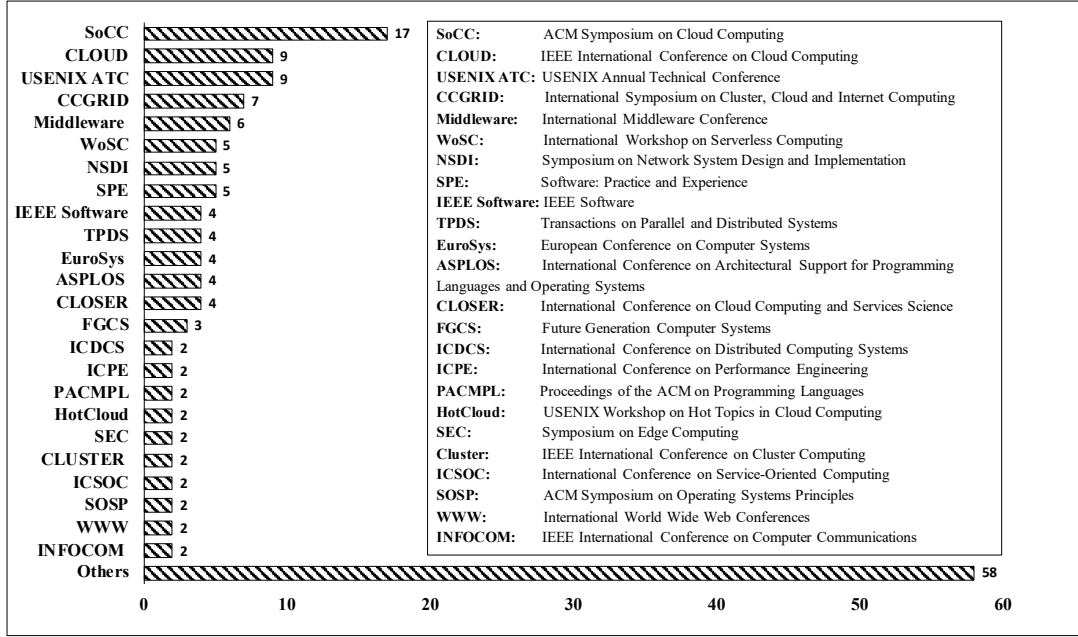 SoCC 17
CLOUD 9
USENIX ATC 9
CCGRID 7
Middleware 6
WoSC 5
NSDI 5
SPE 5
IEEE Software 4
TPDS 4
EuroSys 4
ASPLOS 4
CLOSER 4
FGCS 3
ICDCS 2
ICPE 2
PACMPL 2
HotCloud 2
SEC 2
CLUSTER 2
ICSOC 2
SOSP 2
WWW 2
INFOCOM 2
Others 58
0 10 20 30 40 50 60
SoCC: ACM Symposium on Cloud Computing
CLOUD: IEEE International Conference on Cloud Computing
USENIX ATC: USENIX Annual Technical Conference
CCGRID: International Symposium on Cluster, Cloud and Internet Computing
Middleware: International Middleware Conference
WoSC: International Workshop on Serverless Computing
NSDI: Symposium on Network System Design and Implementation
SPE: Software: Practice and Experience
IEEE Software: IEEE Software
TPDS: Transactions on Parallel and Distributed Systems
EuroSys: European Conference on Computer Systems
ASPLOS: International Conference on Architectural Support for Programming
Languages and Operating Systems
CLOSER: International Conference on Cloud Computing and Services Science
FGCS: Future Generation Computer Systems
ICDCS: International Conference on Distributed Computing Systems
ICPE: International Conference on Performance Engineering
PACMPL: Proceedings of the ACM on Programming Languages
HotCloud: USENIX Workshop on Hot Topics in Cloud Computing
SEC: Symposium on Edge Computing
Cluster: IEEE International Conference on Cluster Computing
ICSOC: International Conference on Service-Oriented Computing
SOSP: ACM Symposium on Operating Systems Principles
WWW: International World Wide Web Conferences
INFOCOM: IEEE International Conference on Computer Communications